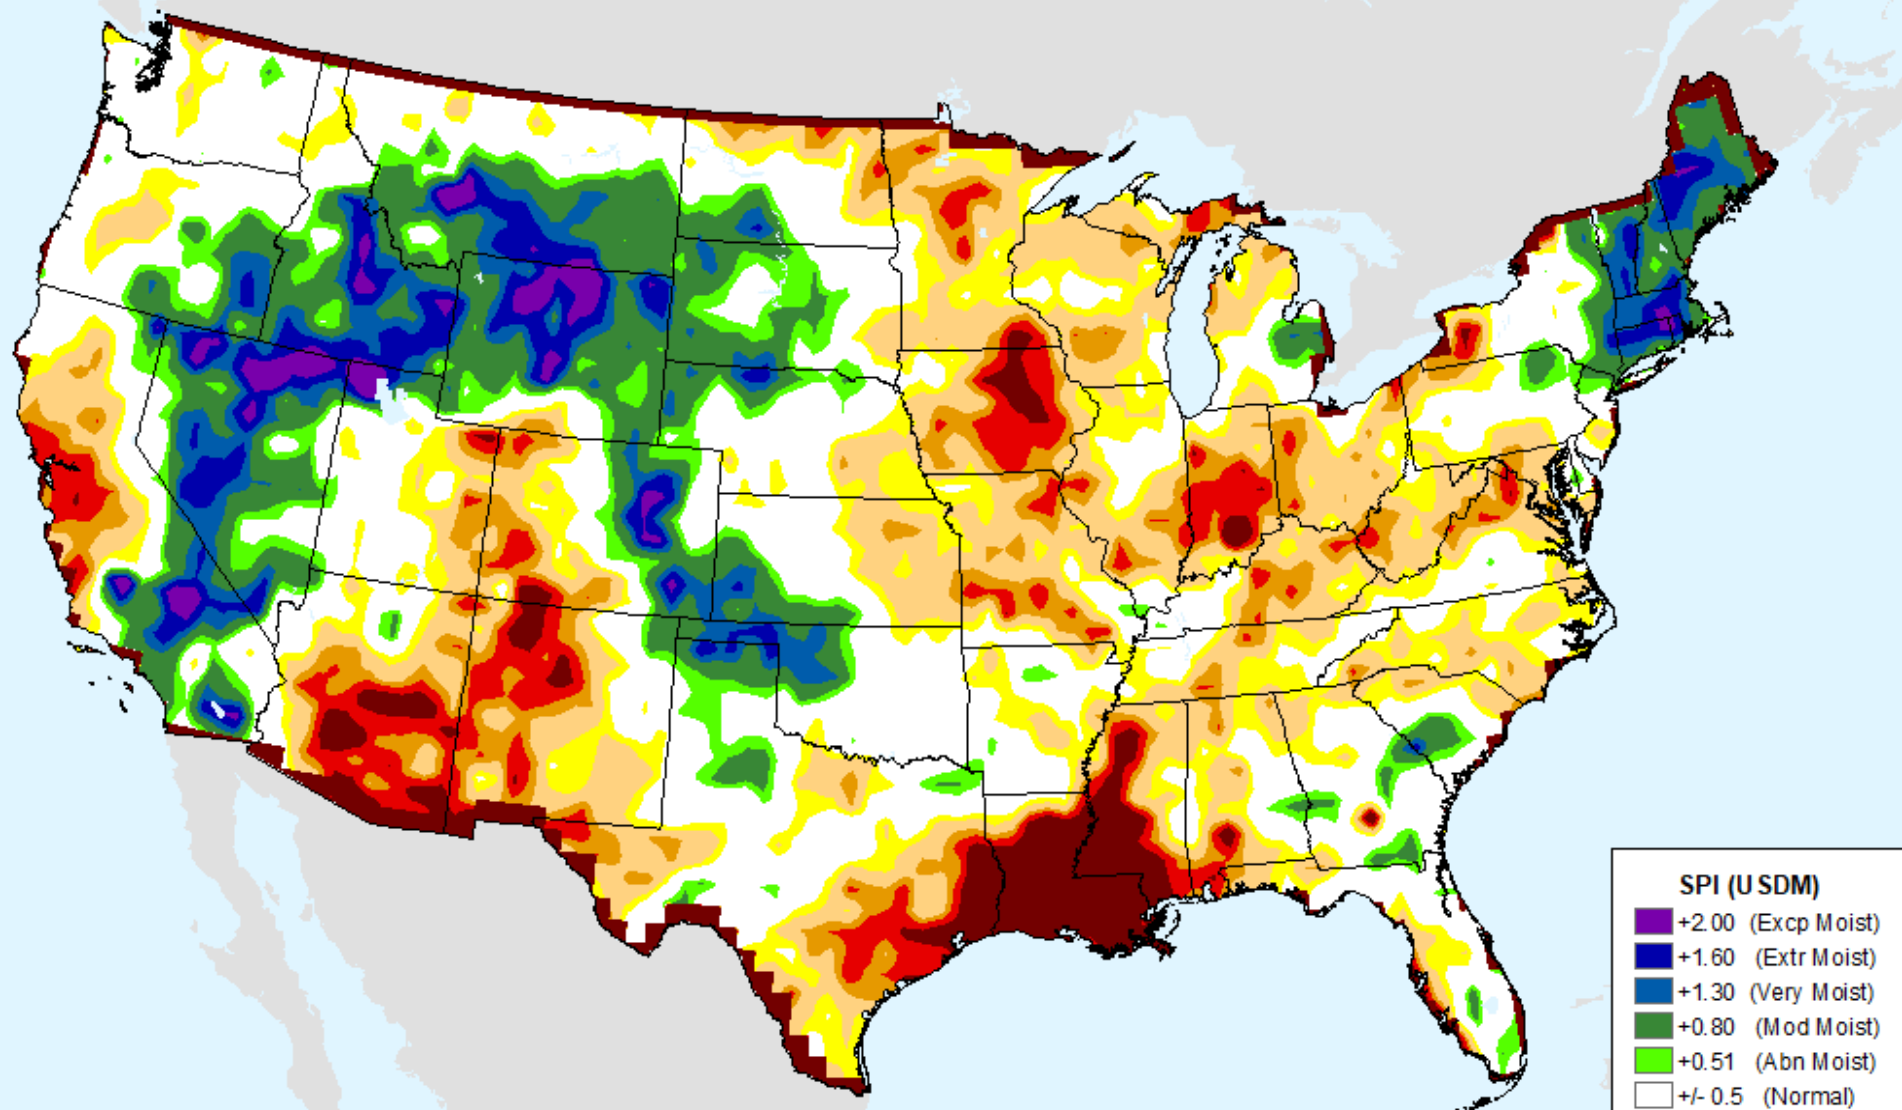 SPI (USDM)
+2.00 (Excp Moist)
+1.60 (Extr Moist)
+1.30 (Very Moist)
+0.80 (Mod Moist)
+0.51 (Abn Moist)
+/- 0.5 (Normal)